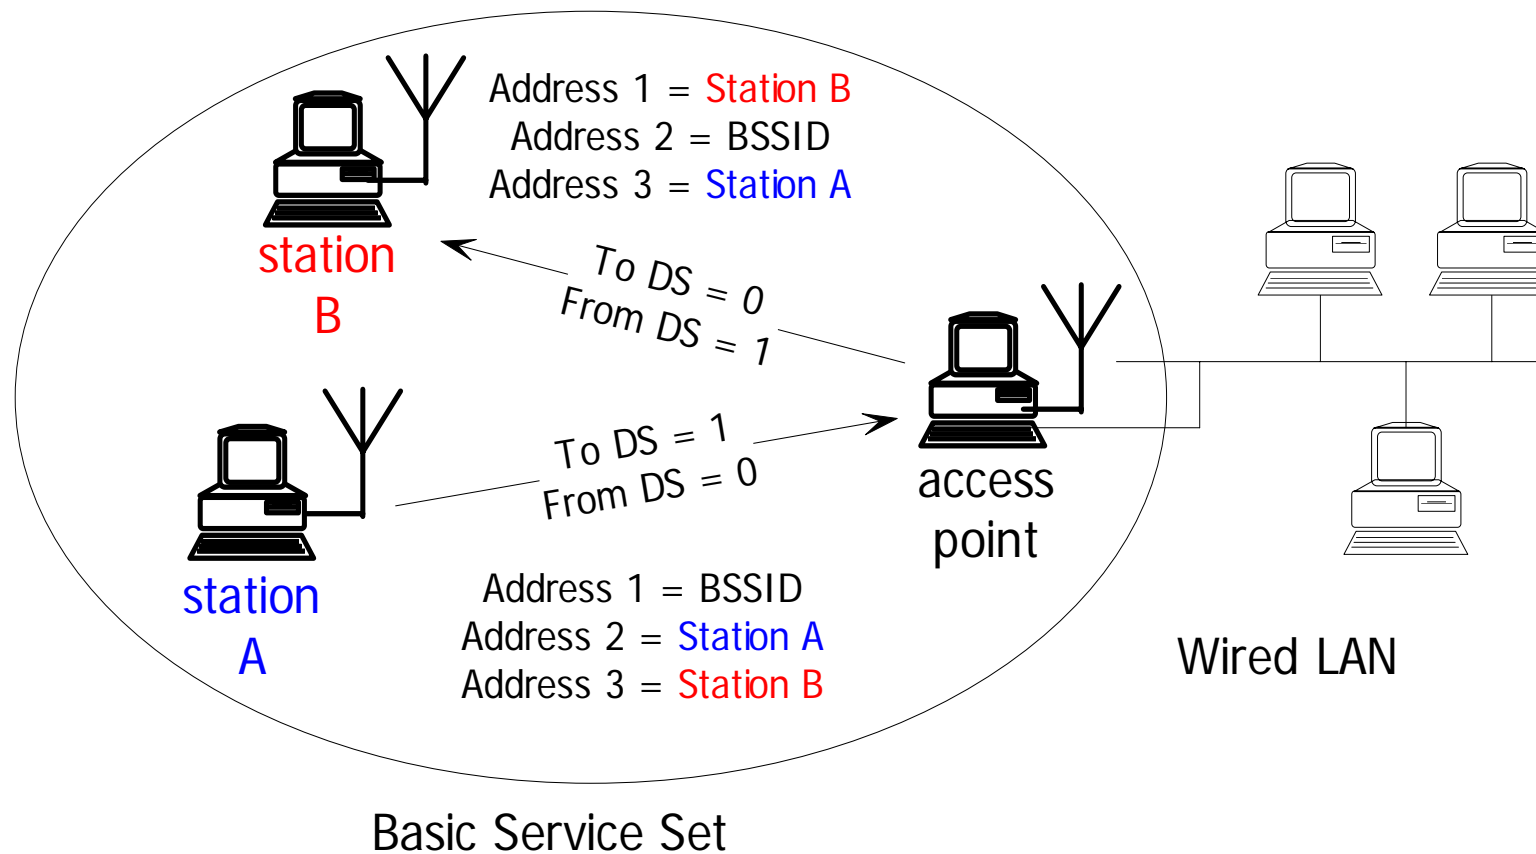 Address 1 = Station B
Address 2 = BSSID
Address 3 = Station A
station
B
To DS = 0
From DS = 1
To DS = 1
From DS = 0
access
point
station
A
Address 1 = BSSID
Address 2 = Station A
Address 3 = Station B
Wired LAN
Basic Service Set